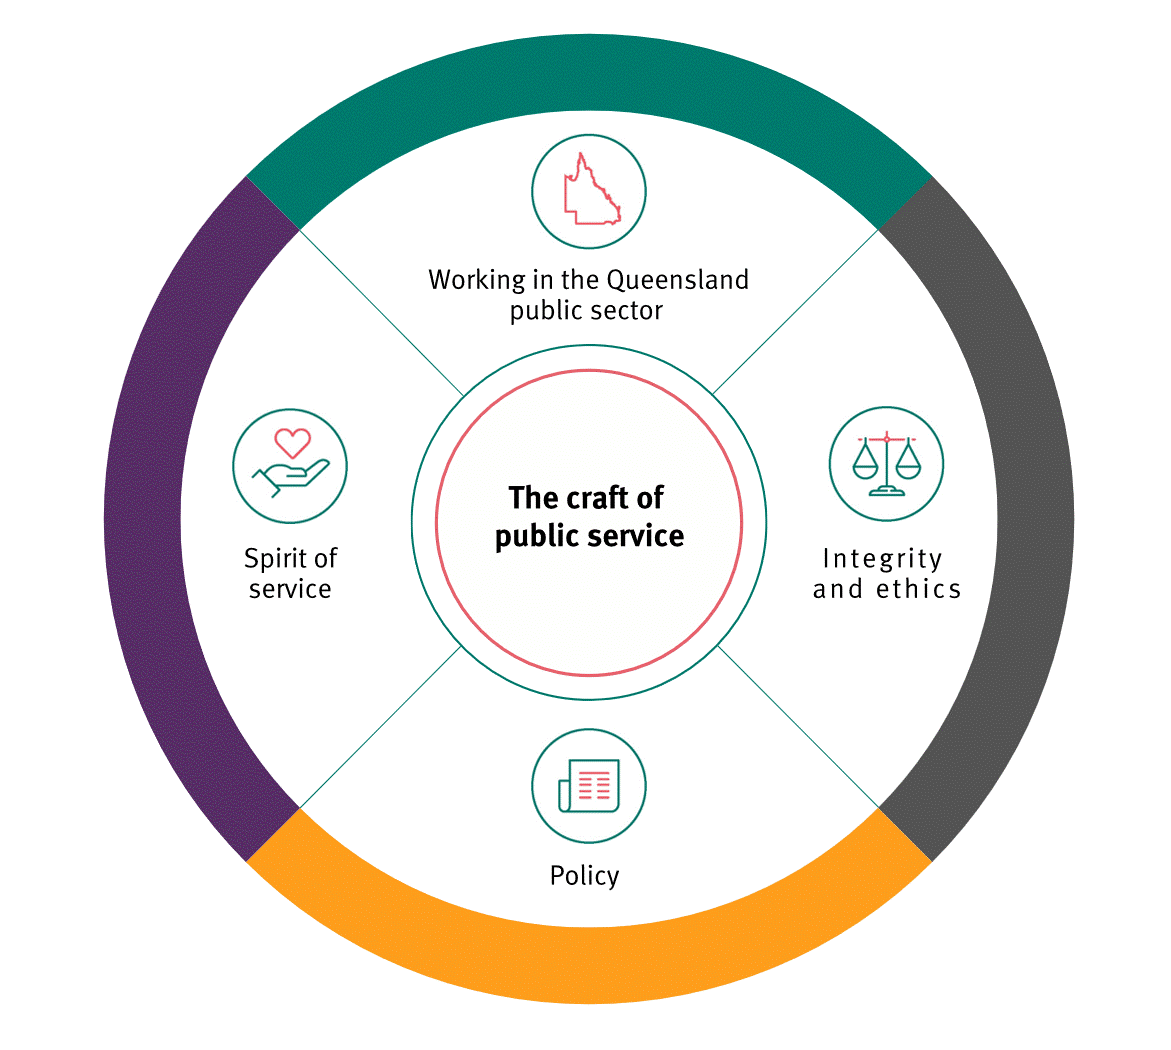 Working in the Queensland
public sector
The craft of
public service
Spirit of
service
Integrity
and ethics
Policy